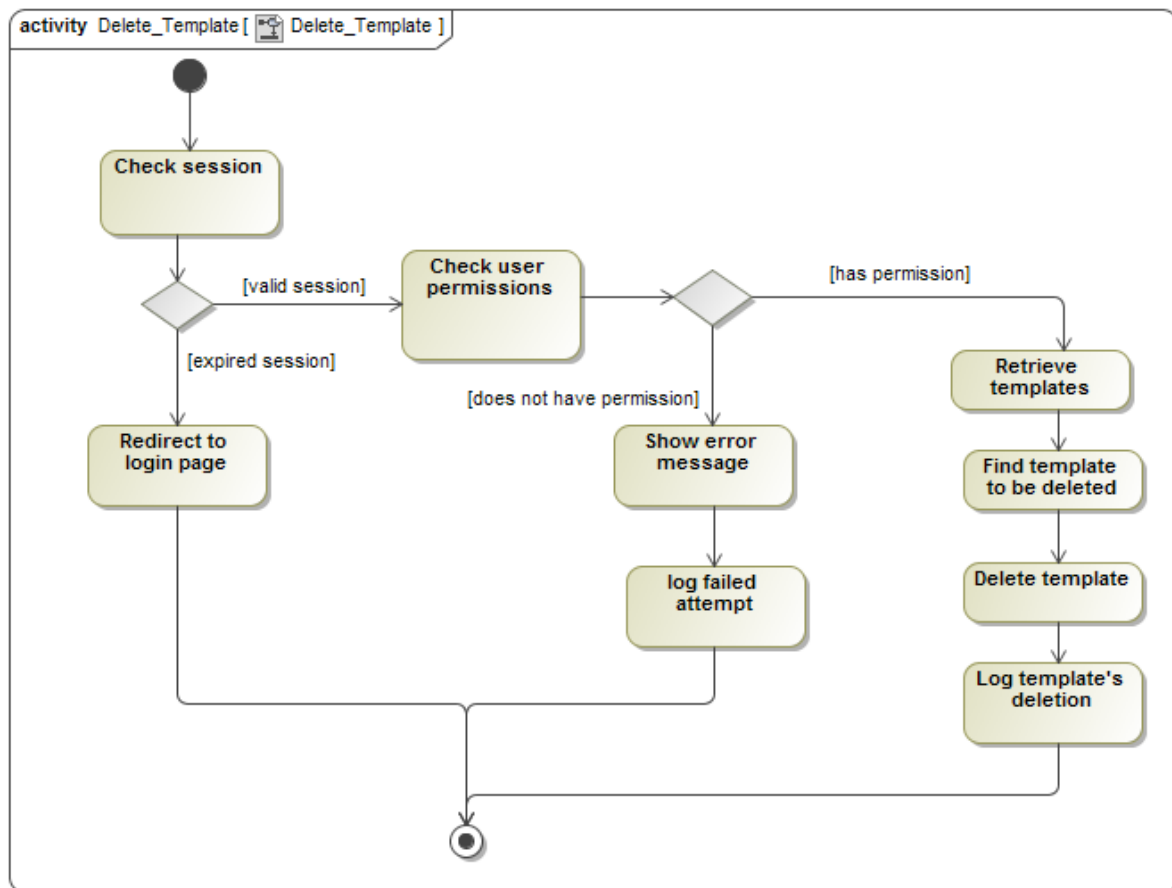 activity Delete_Template [ Delete_Template ]
Check session
[valid session]
Check user
permissions
[has permission]
[expired session]
[does not have permission]
Retrieve
templates
Redirect to
login page
Show error
message
Find template
to be deleted
log failed
attempt
Delete template
Log template's
deletion